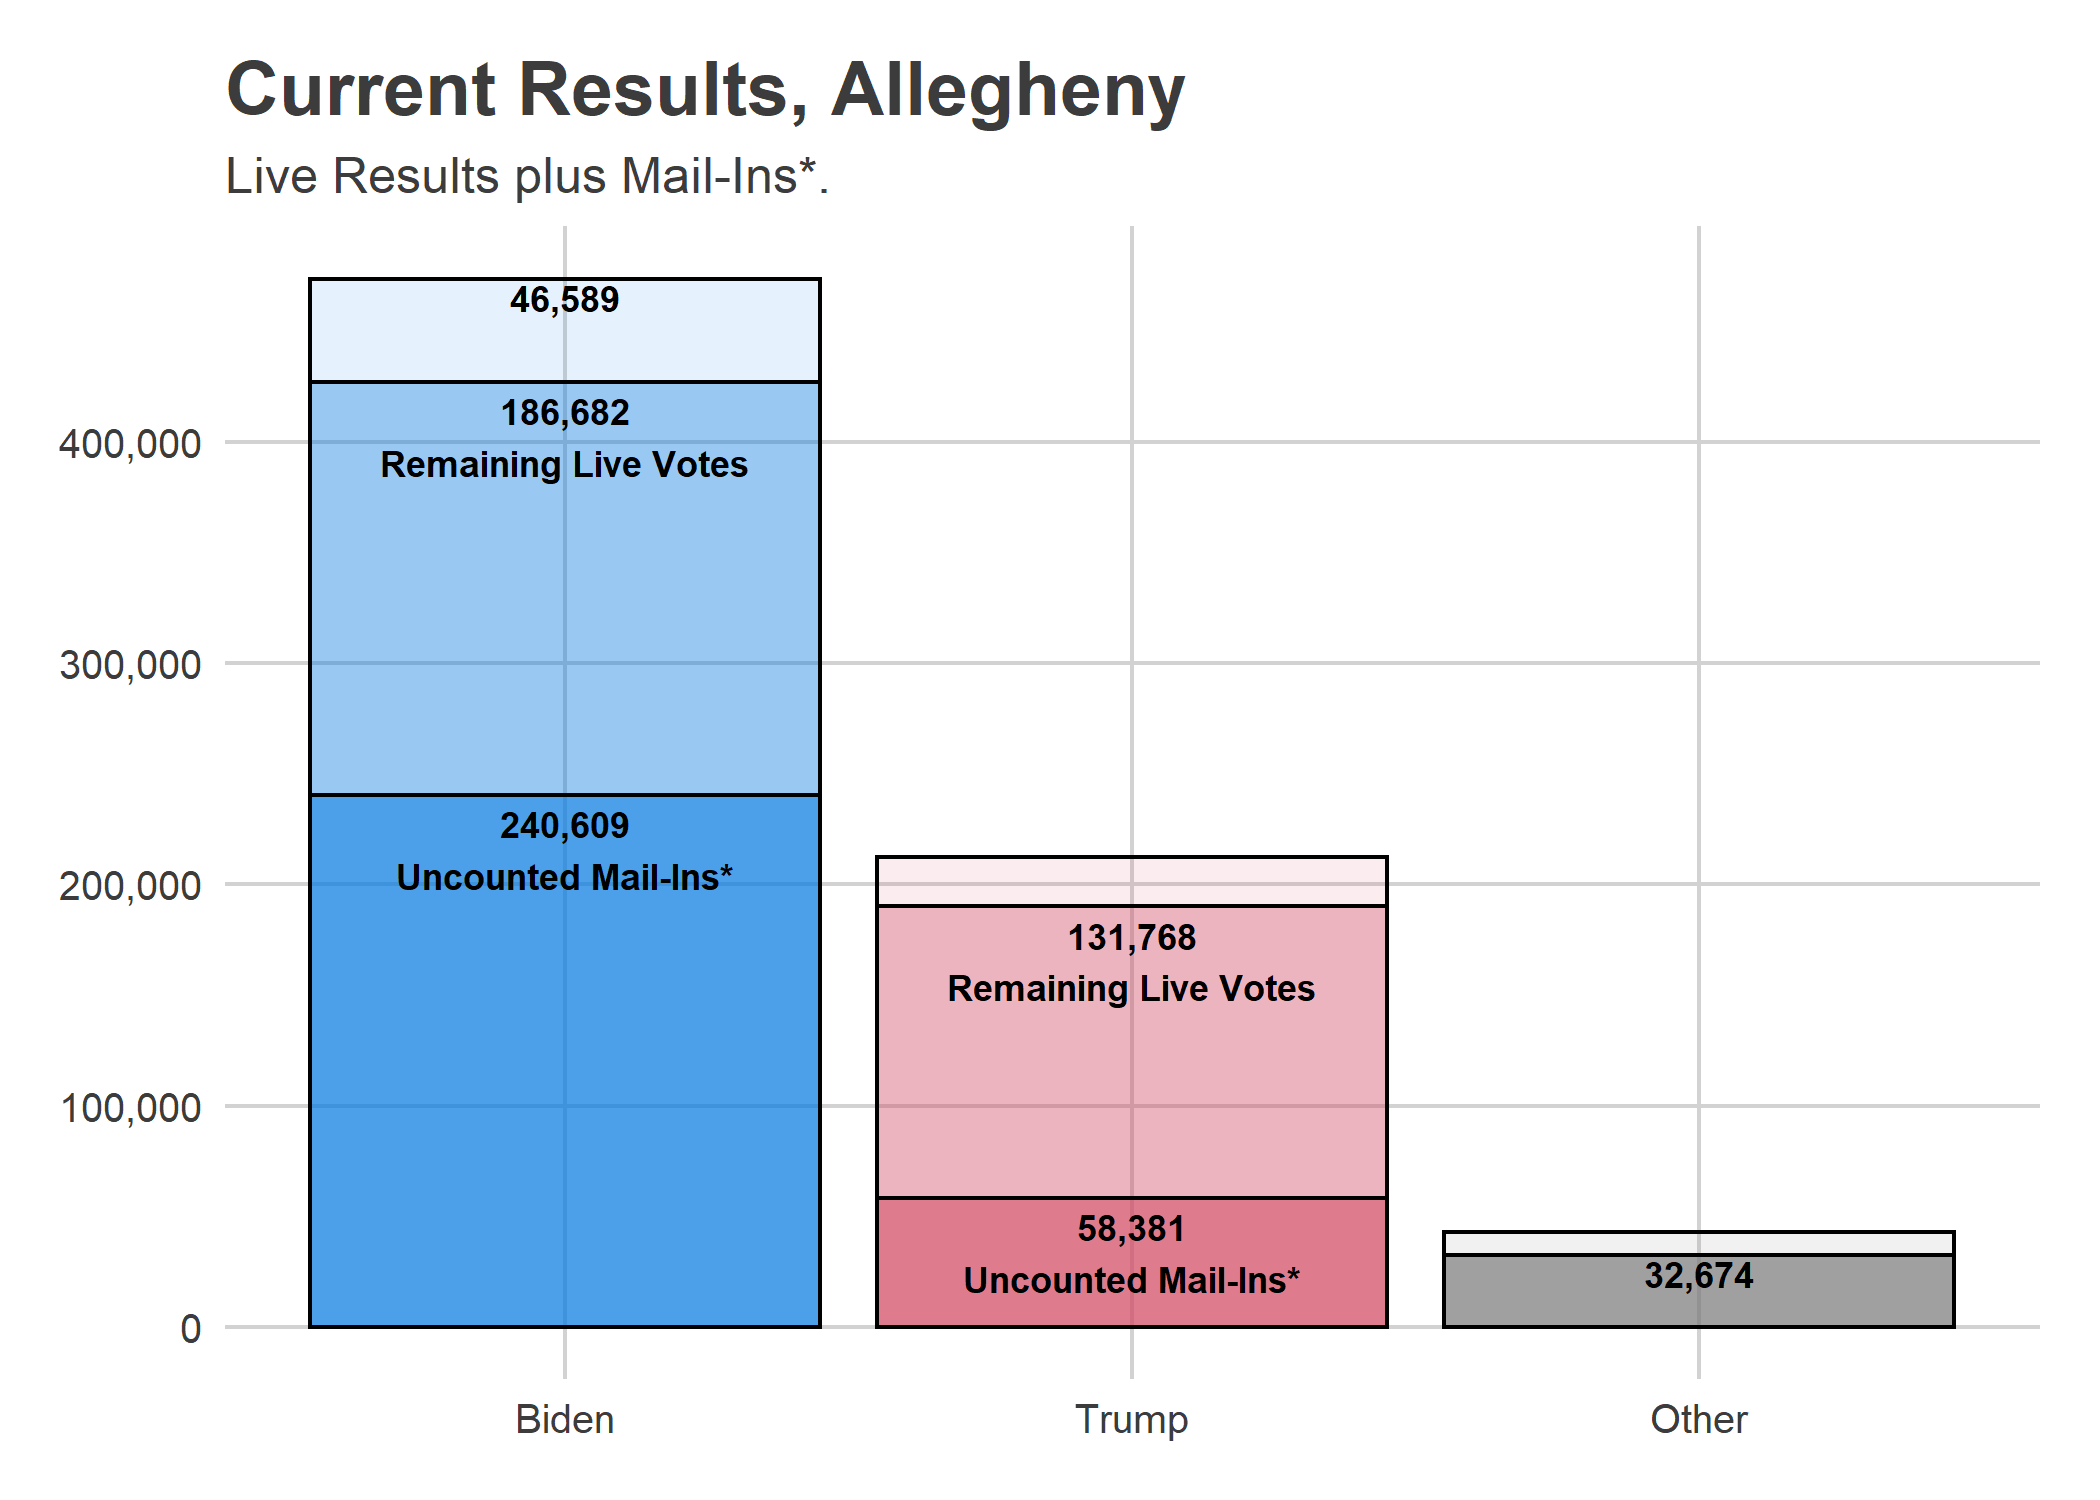 Current Results, Allegheny
Live Results plus Mail-Ins*.
46,589
186,682
Remaining Live Votes
240,609
Uncounted Mail-Ins*
131,768
Remaining Live Votes
58,381
Uncounted Mail-Ins*
32,674
400,000
300,000
200,000
100,000
0
Biden
Trump
Other